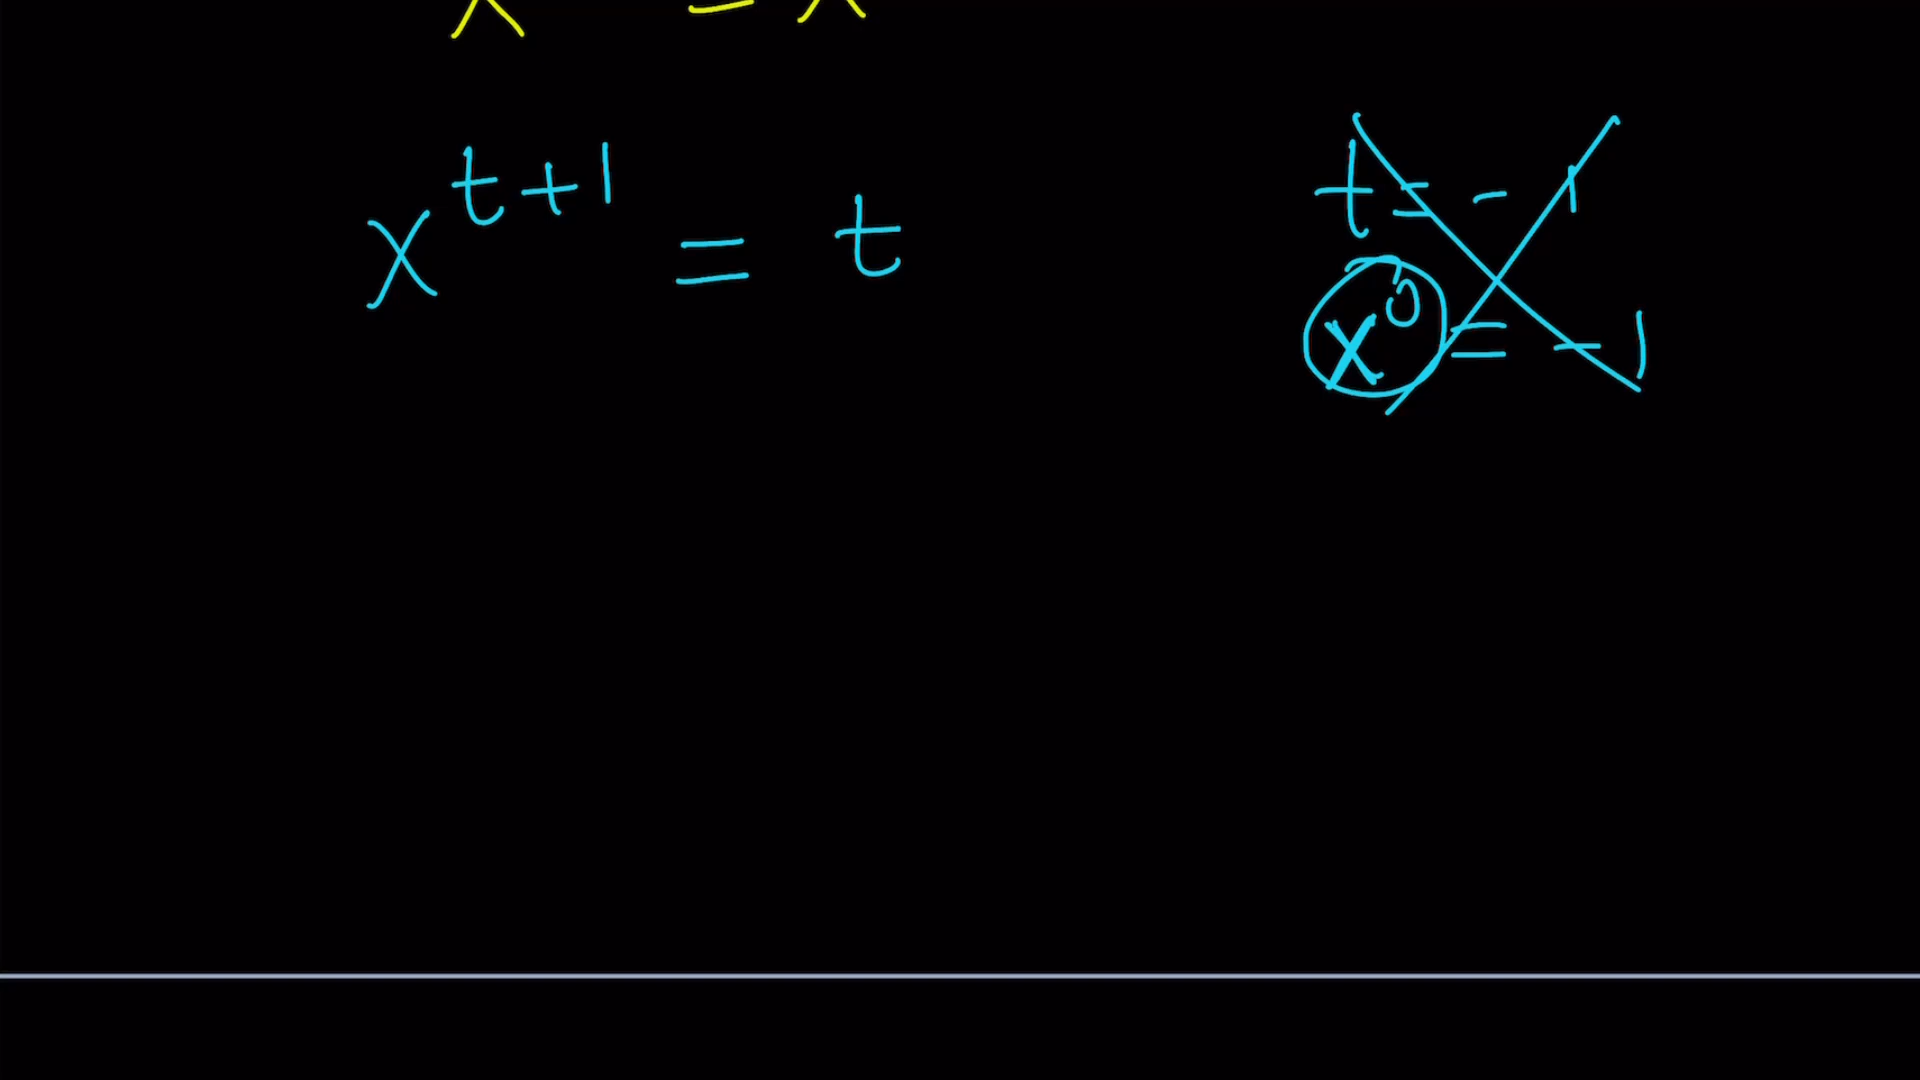 x = x
x^{t+1} = t
t = -1
x^0 = -1